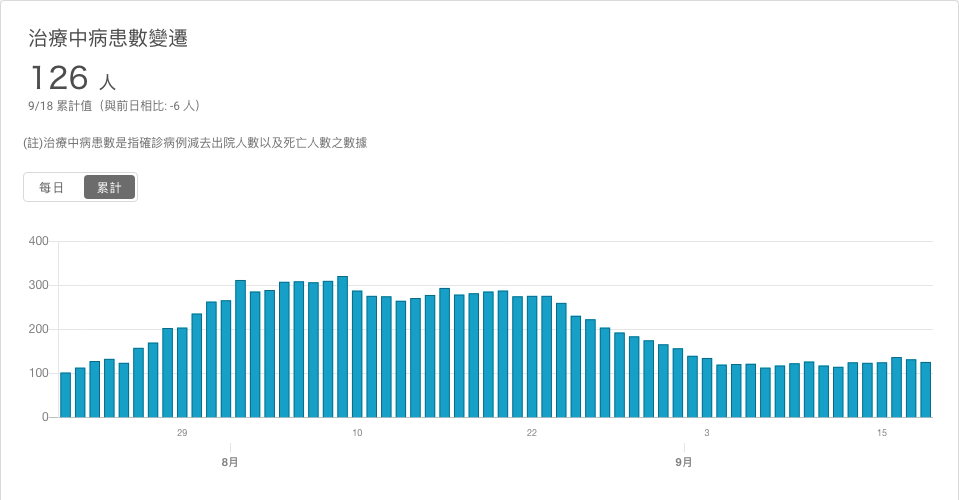 治療中病患數變遷
126 人
9/18 累計值（與前日相比: -6 人）
(註)治療中病患數是指確診病例減去出院人數以及死亡人數之數據
每日 累計
400
300
200
100
0
29 10 22 3 15
8月 9月